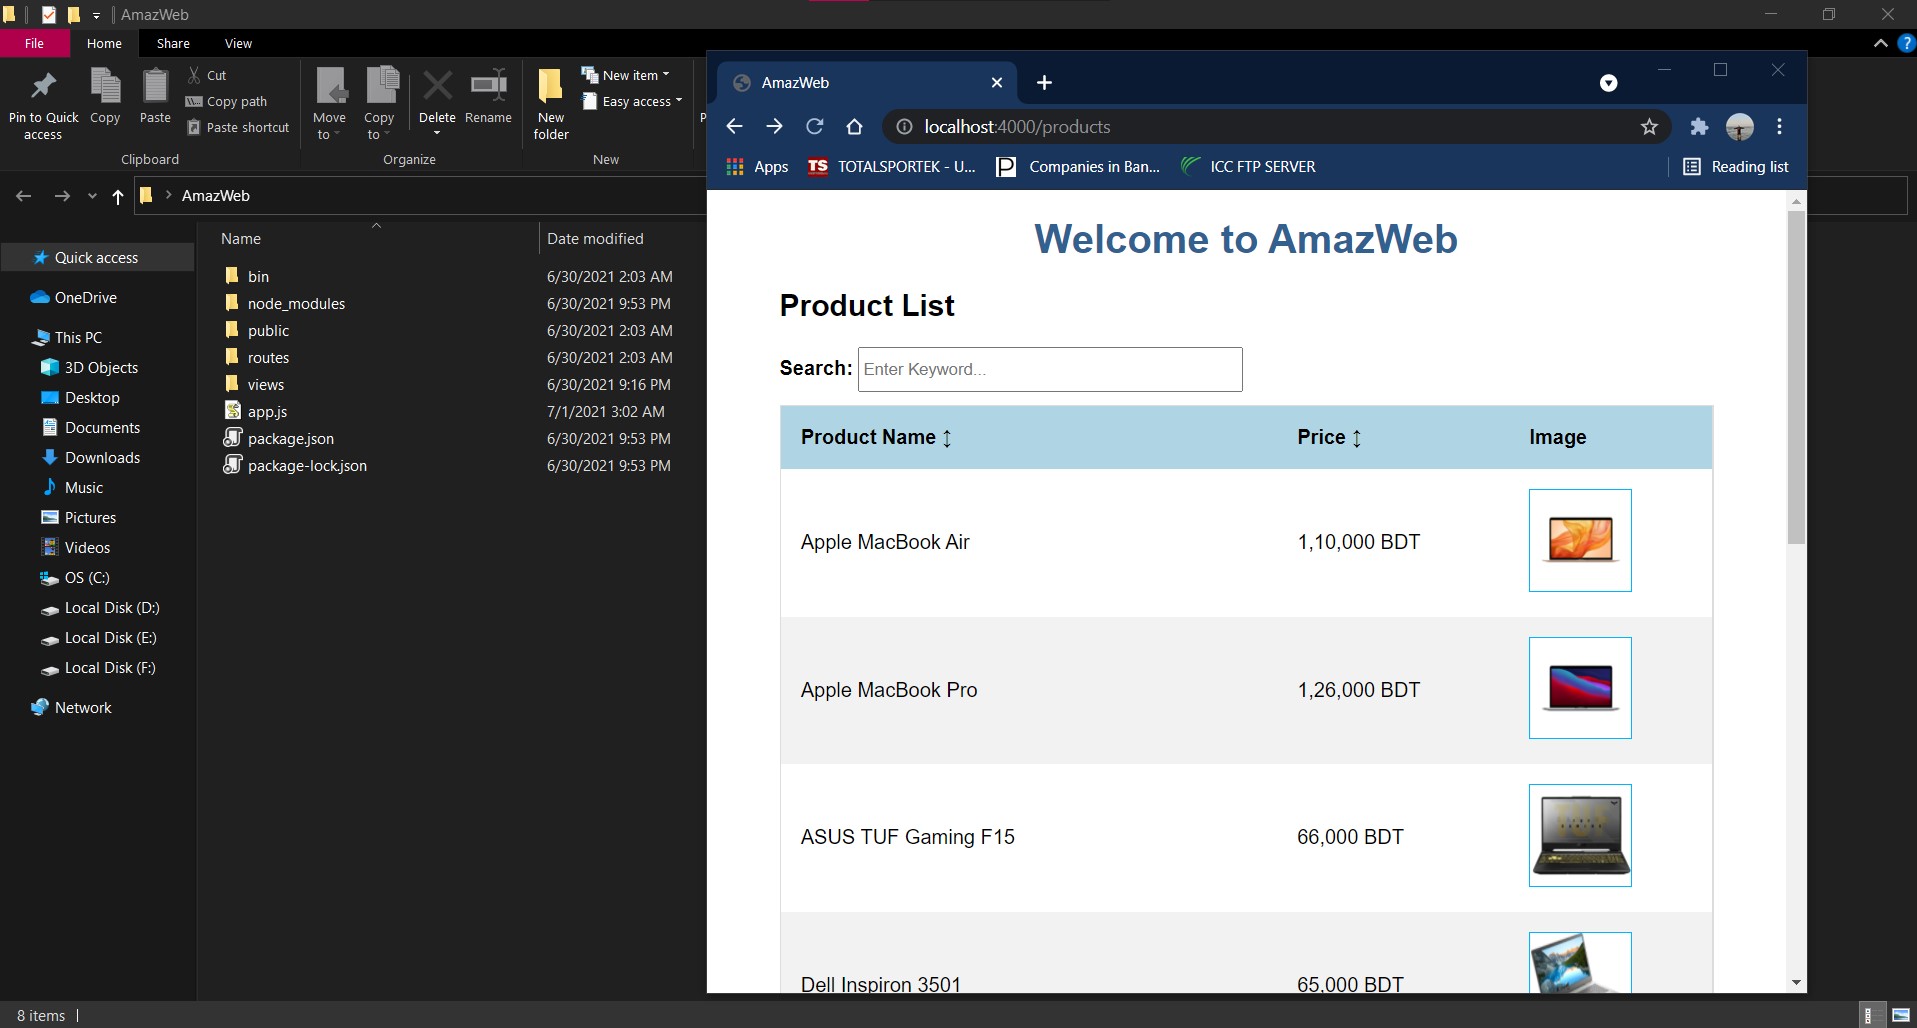 AmazWeb
File Home Share View
Pin to Quick access
Copy
Paste
Cut
Copy path
Paste shortcut
Clipboard
Move to
Copy to
Delete
Rename
Organize
New folder
New item
Easy access
New
AmazWeb
Name Date modified
Quick access
OneDrive
This PC
3D Objects
Desktop
Documents
Downloads
Music
Pictures
Videos
OS (C:)
Local Disk (D:)
Local Disk (E:)
Local Disk (F:)
Network
bin 6/30/2021 2:03 AM
node_modules 6/30/2021 9:53 PM
public 6/30/2021 2:03 AM
routes 6/30/2021 2:03 AM
views 6/30/2021 9:16 PM
app.js 7/1/2021 3:02 AM
package.json 6/30/2021 9:53 PM
package-lock.json 6/30/2021 9:53 PM
8 items
AmazWeb
localhost:4000/products
Apps TS TOTALSPORTEK - U... P Companies in Ban... ICC FTP SERVER Reading list
Welcome to AmazWeb
Product List
Search: Enter Keyword...
Product Name ↕ Price ↕ Image
Apple MacBook Air 1,10,000 BDT
Apple MacBook Pro 1,26,000 BDT
ASUS TUF Gaming F15 66,000 BDT
Dell Inspiron 3501 65,000 BDT